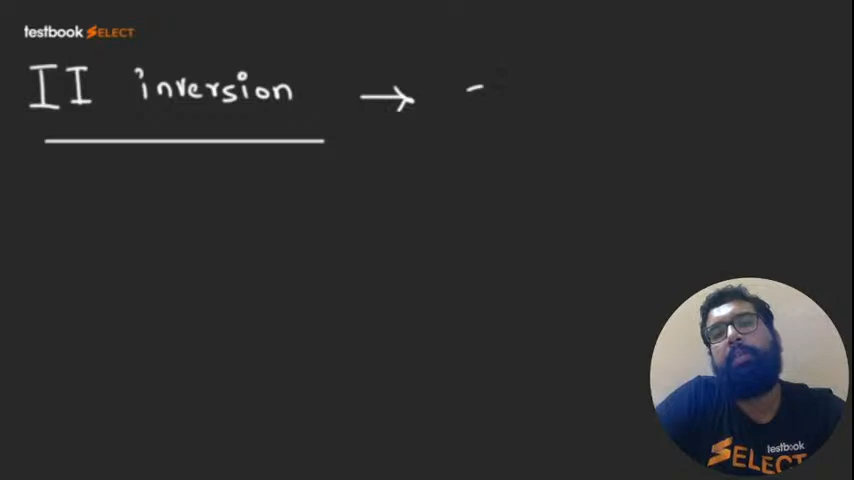 testbook SELECT
II inversion → -
testbook
SELECT